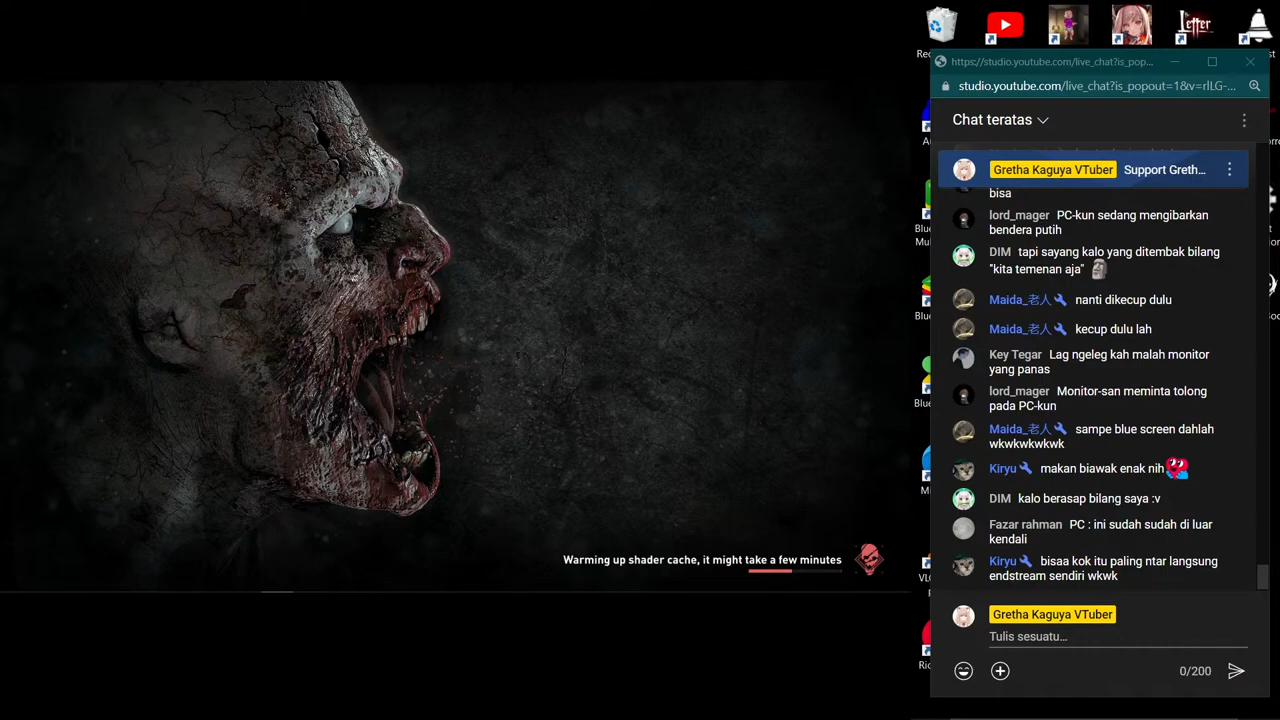 Letter
Rec
https://studio.youtube.com/live_chat?is_pop...
studio.youtube.com/live_chat?is_popout=1&v=rlLG-...
Chat teratas
Gretha Kaguya VTuber Support Greth...
bisa
lord_mager PC-kun sedang mengibarkan
bendera putih
DIM tapi sayang kalo yang ditembak bilang
"kita temenan aja"
Maida_老人 nanti dikecup dulu
Maida_老人 kecup dulu lah
Key Tegar Lag ngeleg kah malah monitor
yang panas
lord_mager Monitor-san meminta tolong
pada PC-kun
Maida_老人 sampe blue screen dahlah
wkwkwkwkwk
Kiryu makan biawak enak nih
DIM kalo berasap bilang saya :v
Fazar rahman PC : ini sudah sudah di luar
kendali
Kiryu bisaa kok itu paling ntar langsung
endstream sendiri wkwk
Warming up shader cache, it might take a few minutes
Gretha Kaguya VTuber
Tulis sesuatu...
0/200